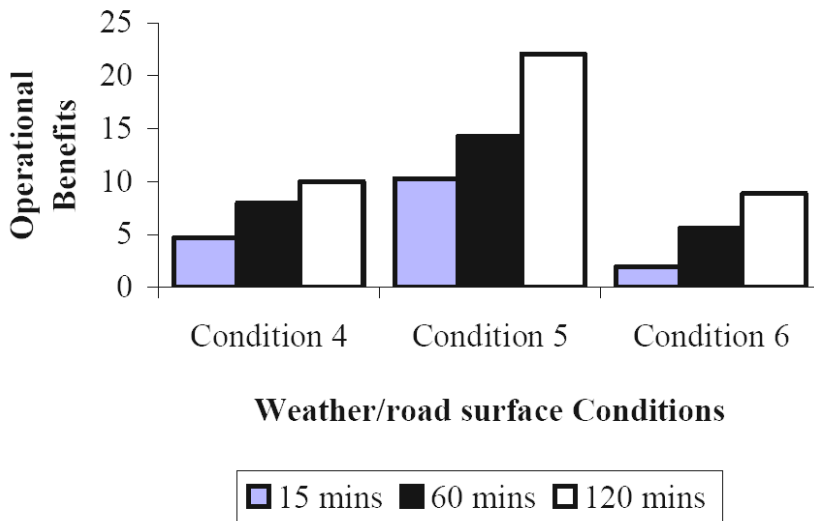 Operational
Benefits
25
20
15
10
5
0
Condition 4 Condition 5 Condition 6
Weather/road surface Conditions
15 mins 60 mins 120 mins